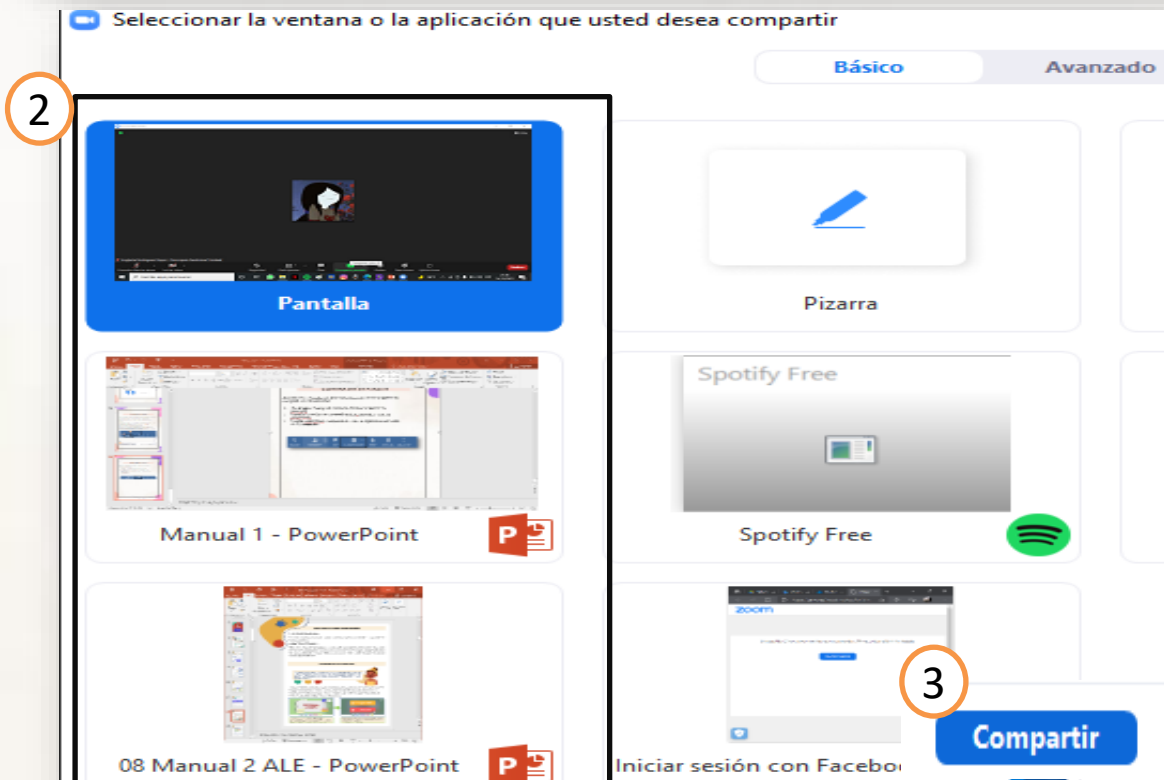 Seleccionar la ventana o la aplicación que usted desea compartir
Básico Avanzado
2
Pantalla
Pizarra
Spotify Free
Manual 1 - PowerPoint
P
Spotify Free
zoom
3
08 Manual 2 ALE - PowerPoint
P
Iniciar sesión con Facebo
Compartir